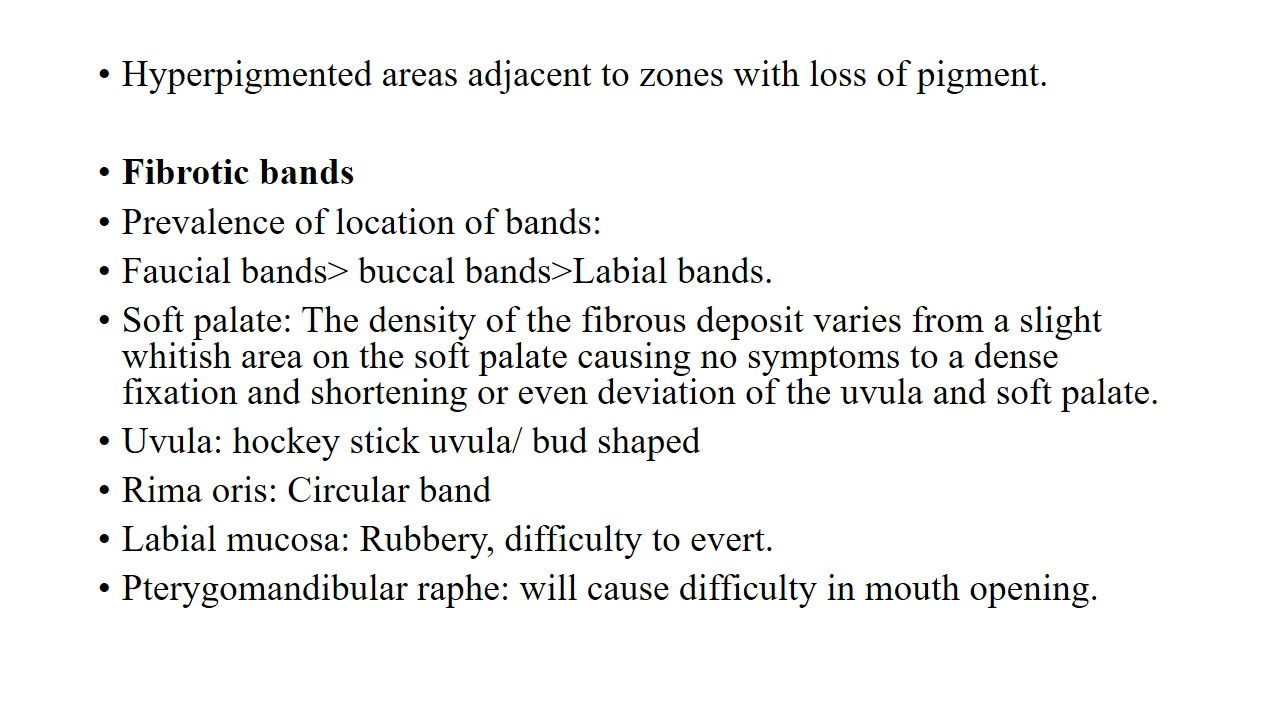 • Hyperpigmented areas adjacent to zones with loss of pigment.
• Fibrotic bands
• Prevalence of location of bands:
• Faucial bands> buccal bands>Labial bands.
• Soft palate: The density of the fibrous deposit varies from a slight
whitish area on the soft palate causing no symptoms to a dense
fixation and shortening or even deviation of the uvula and soft palate.
• Uvula: hockey stick uvula/ bud shaped
• Rima oris: Circular band
• Labial mucosa: Rubbery, difficulty to evert.
• Pterygomandibular raphe: will cause difficulty in mouth opening.